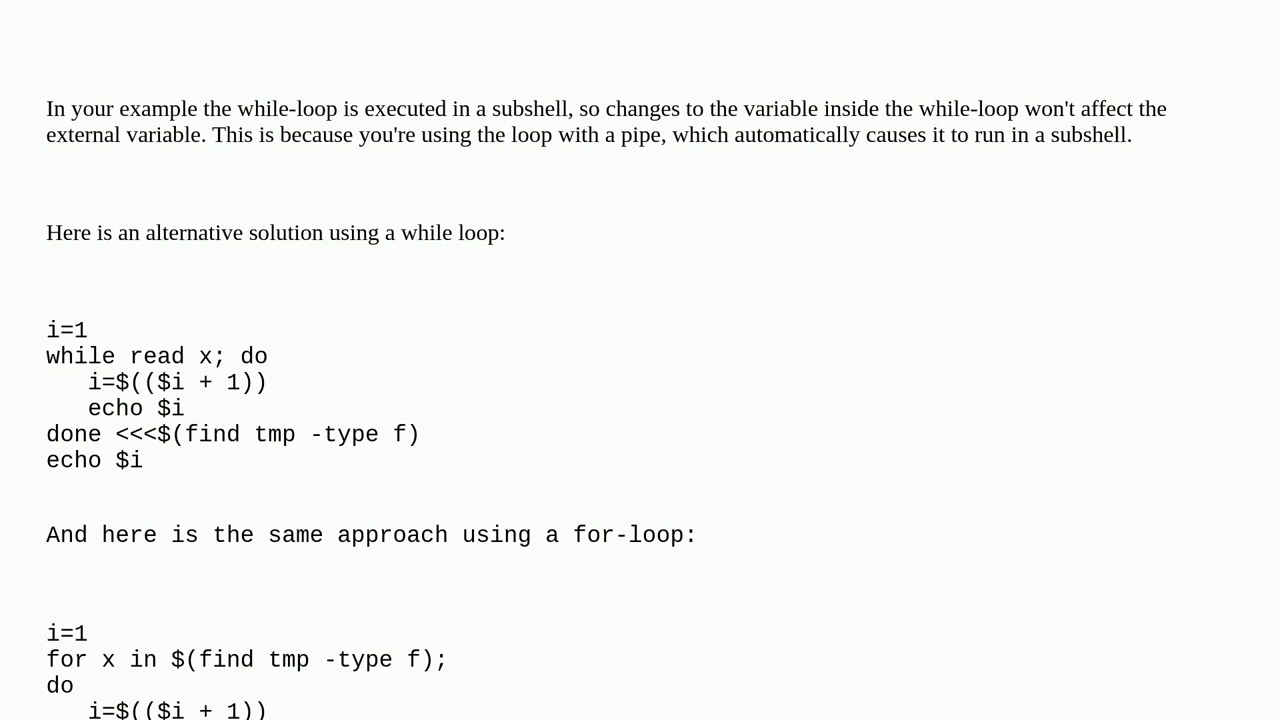 In your example the while-loop is executed in a subshell, so changes to the variable inside the while-loop won't affect the
external variable. This is because you're using the loop with a pipe, which automatically causes it to run in a subshell.
Here is an alternative solution using a while loop:
i=1
while read x; do
   i=$(($i + 1))
   echo $i
done <<<$(find tmp -type f)
echo $i
And here is the same approach using a for-loop:
i=1
for x in $(find tmp -type f);
do
   i=$(($i + 1))